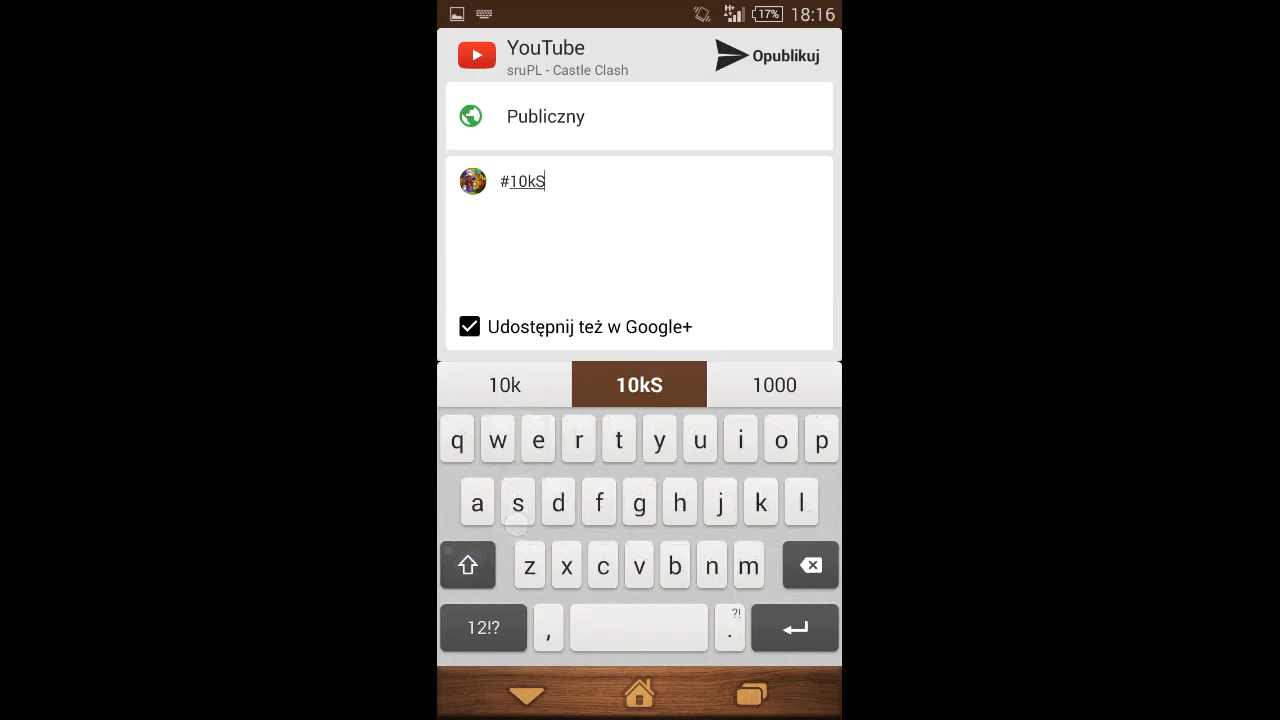 17% 18:16
YouTube
sruPL - Castle Clash
Opublikuj
Publiczny
#10kS
Udostępnij też w Google+
10k 10kS 1000
q w e r t y u i o p
a s d f g h j k l
z x c v b n m
12!? , . ?!